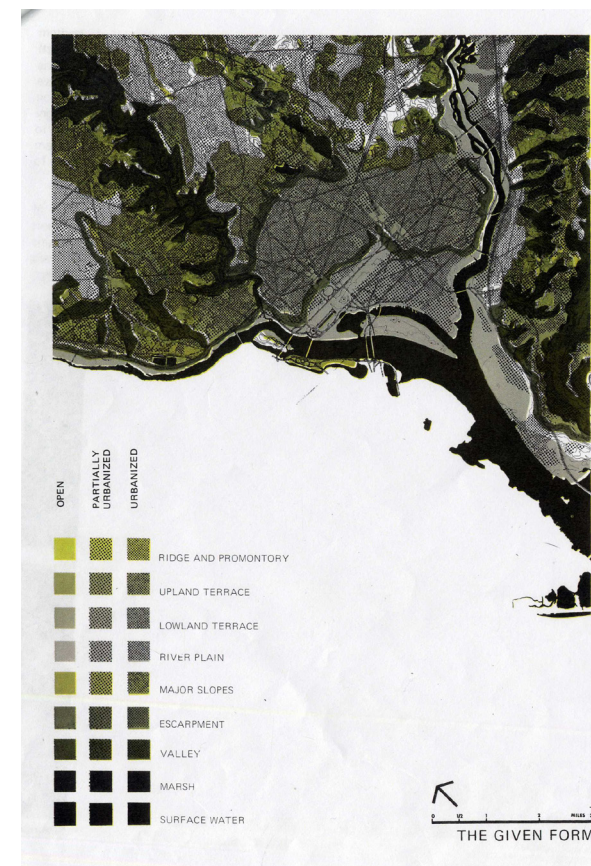 OPEN
PARTIALLY
URBANIZED
URBANIZED
RIDGE AND PROMONTORY
UPLAND TERRACE
LOWLAND TERRACE
RIVER PLAIN
MAJOR SLOPES
ESCARPMENT
VALLEY
MARSH
SURFACE WATER
0 1/2 1 2 MILES
THE GIVEN FORM